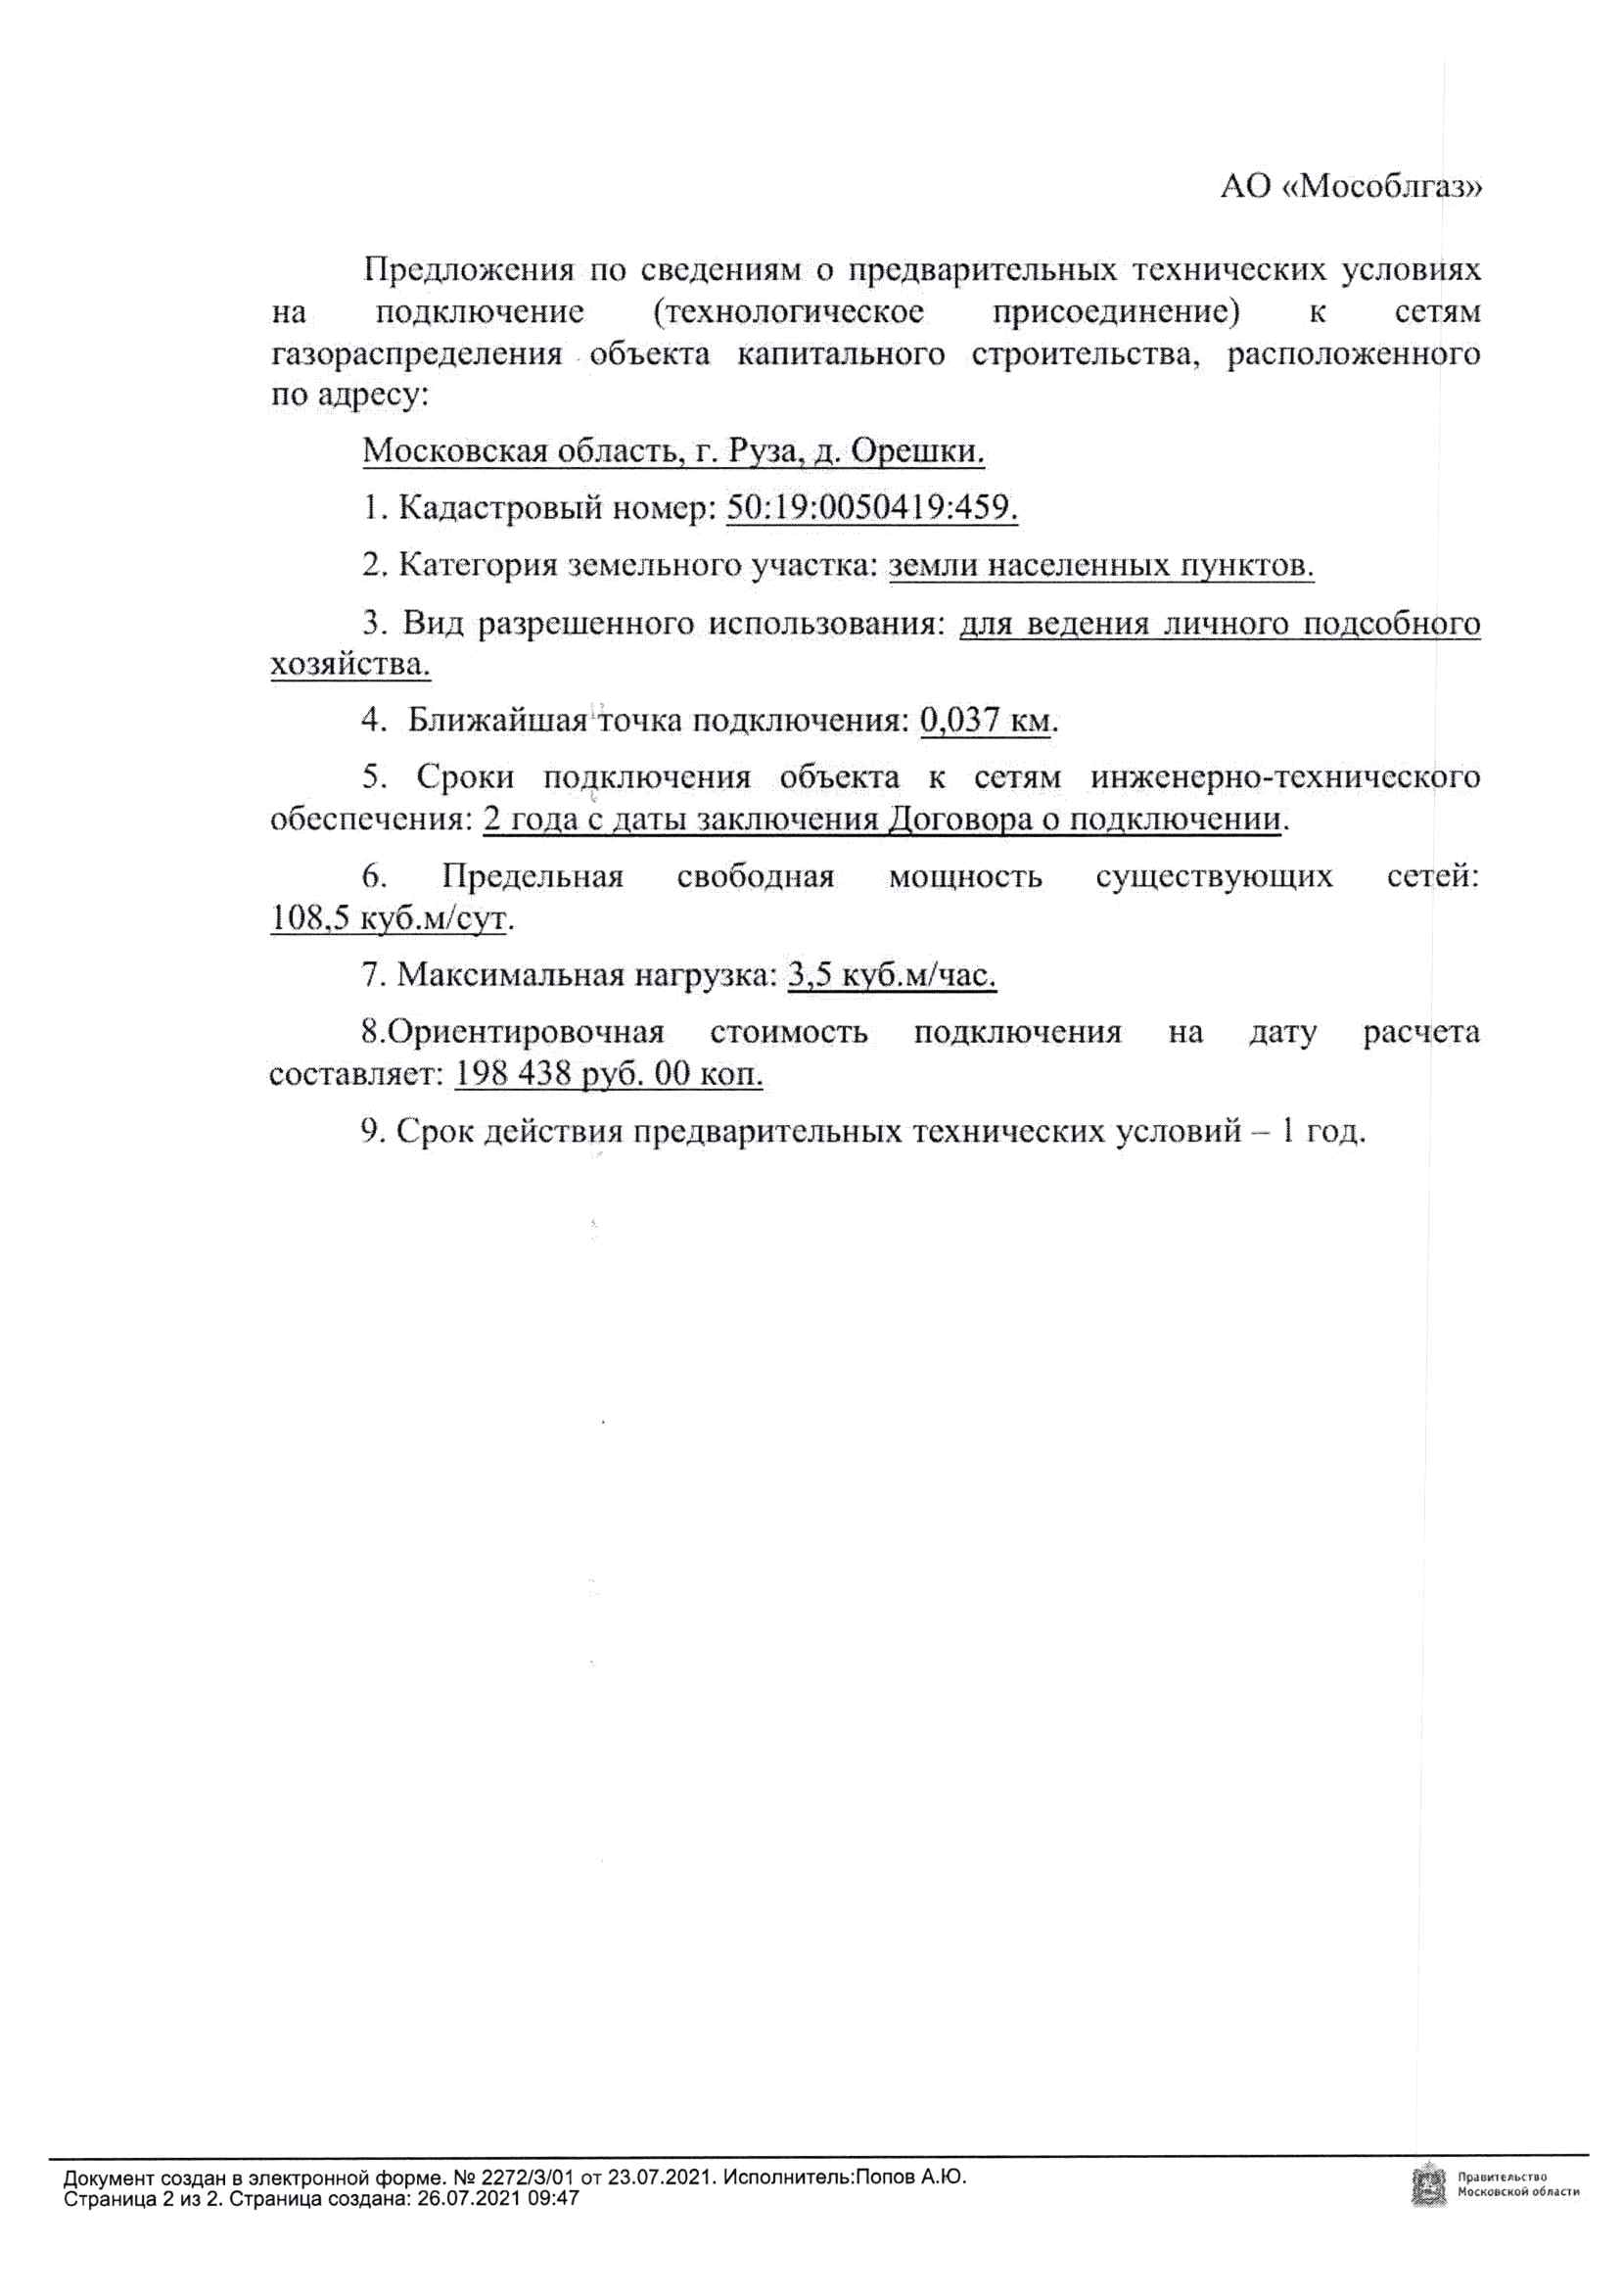 АО «Мособлгаз»
Предложения по сведениям о предварительных технических условиях
на подключение (технологическое присоединение) к сетям
газораспределения объекта капитального строительства, расположенного
по адресу:
Московская область, г. Руза, д. Орешки.
1. Кадастровый номер: 50:19:0050419:459.
2. Категория земельного участка: земли населенных пунктов.
3. Вид разрешенного использования: для ведения личного подсобного
хозяйства.
4. Ближайшая точка подключения: 0,037 км.
5. Сроки подключения объекта к сетям инженерно-технического
обеспечения: 2 года с даты заключения Договора о подключении.
6. Предельная свободная мощность существующих сетей:
108,5 куб.м/сут.
7. Максимальная нагрузка: 3,5 куб.м/час.
8.Ориентировочная стоимость подключения на дату расчета
составляет: 198 438 руб. 00 коп.
9. Срок действия предварительных технических условий – 1 год.
Документ создан в электронной форме. № 2272/3/01 от 23.07.2021. Исполнитель:Попов А.Ю.
Страница 2 из 2. Страница создана: 26.07.2021 09:47
Правительство
Московской области